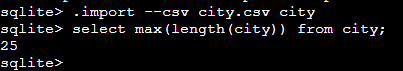 sqlite> .import --csv city.csv city
sqlite> select max(length(city)) from city;
25
sqlite>